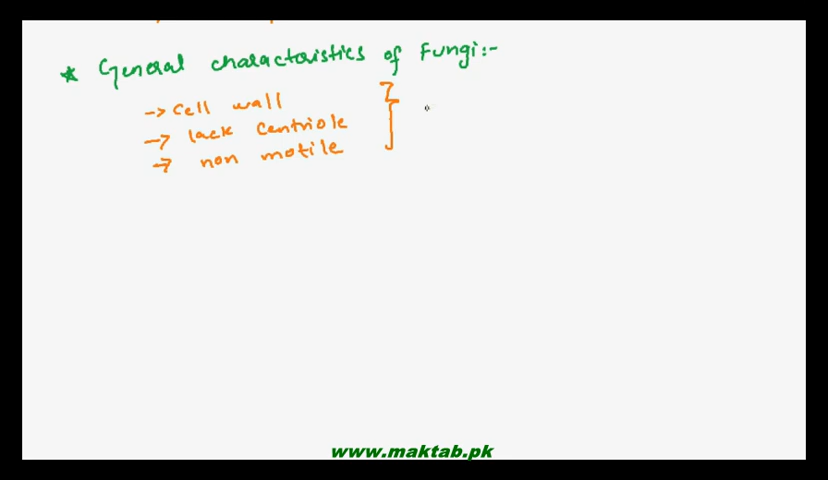 * General characteristics of Fungi:-
→ cell wall
→ lack centriole
→ non motile
www.maktab.pk